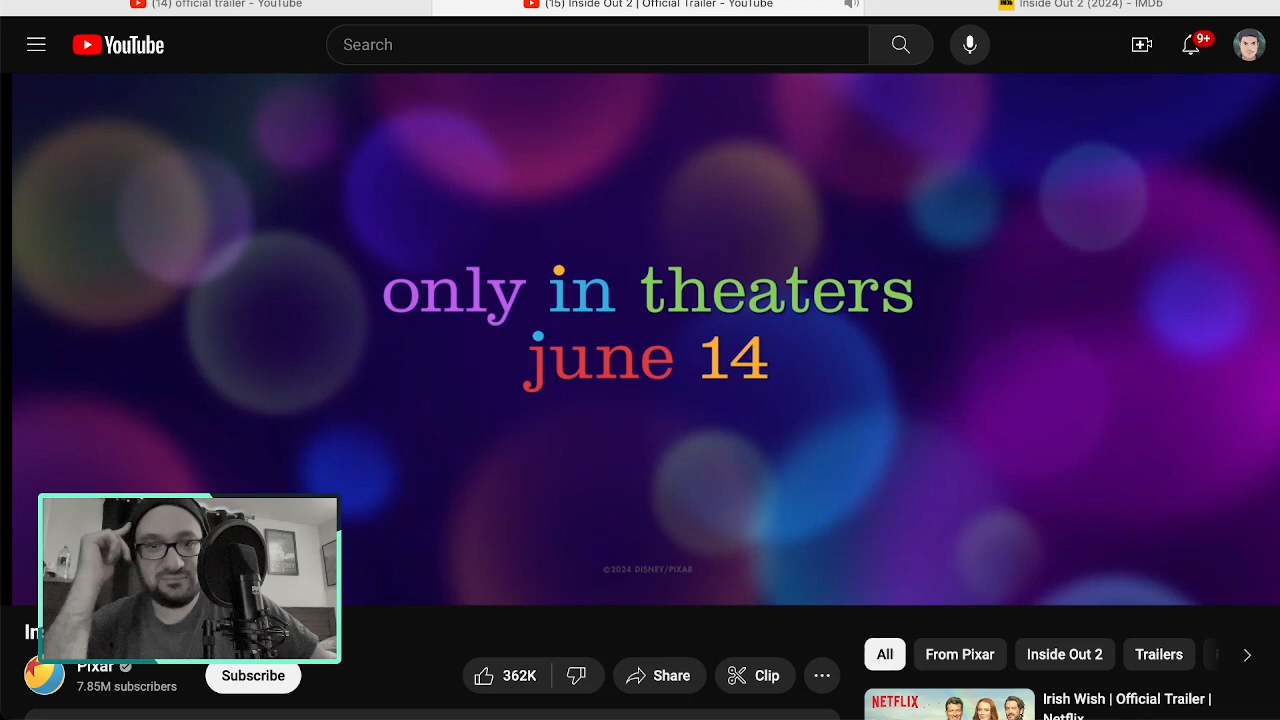 (14) official trailer - YouTube
(15) Inside Out 2 | Official Trailer - YouTube
Inside Out 2 (2024) - IMDb
YouTube
Search
9+
only in theaters
june 14
©2024 DISNEY/PIXAR
Pixar
7.85M subscribers
Subscribe
362K
Share
Clip
All
From Pixar
Inside Out 2
Trailers
NETFLIX
Irish Wish | Official Trailer |
Netflix